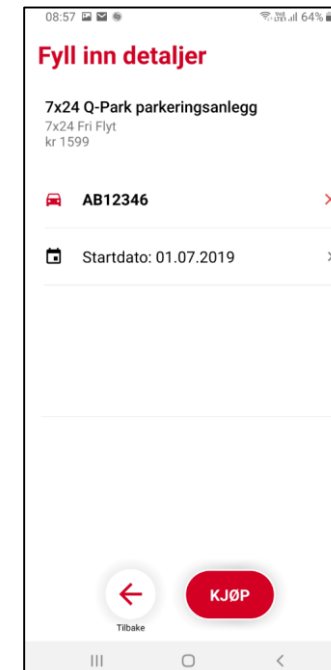 08:57 64%
Fyll inn detaljer
7x24 Q-Park parkeringsanlegg
7x24 Fri Flyt
kr 1599
AB12346
Startdato: 01.07.2019
KJØP
Tilbake